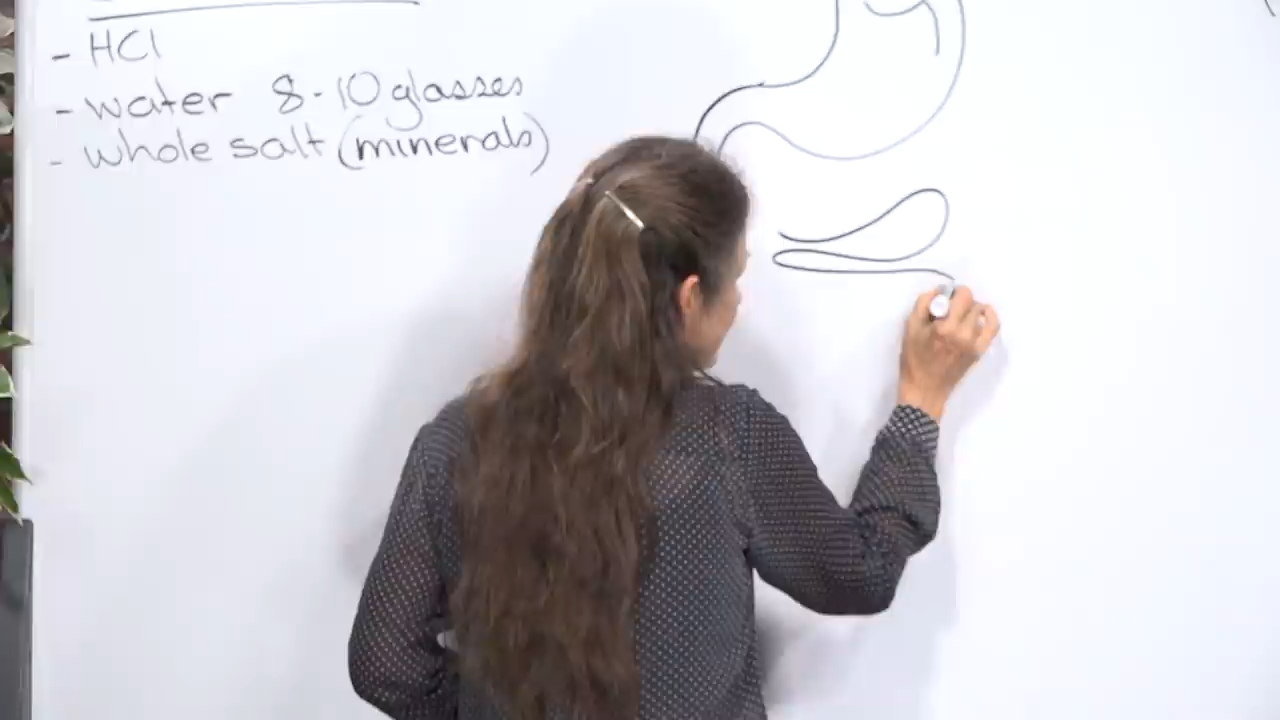 - HCl
- water 8-10 glasses
- whole salt (minerals)